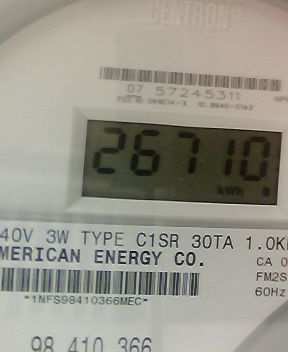 CENTRON
07 57245311
26710
kWh
40V 3W TYPE C1SR 30TA 1.0K
MERICAN ENERGY CO.
CA 0
FM2S
60Hz
*1NFS98410366MEC*
98 410 366